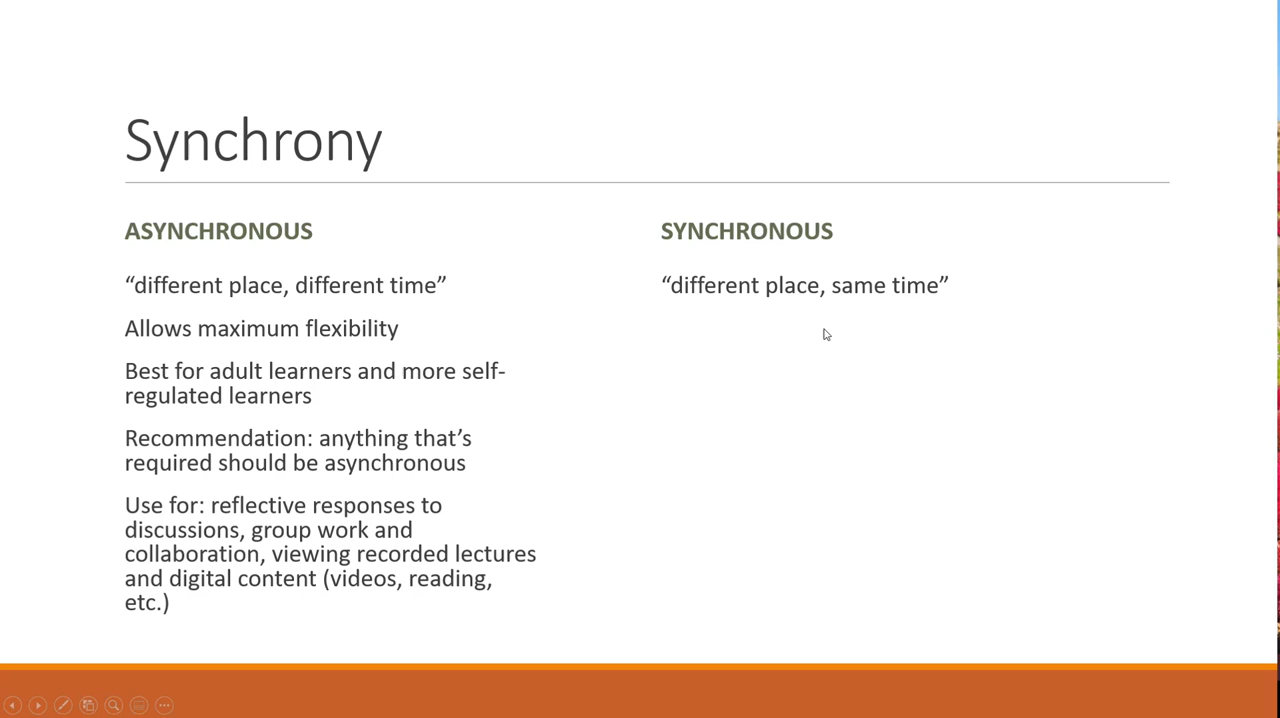 Synchrony
ASYNCHRONOUS
“different place, different time”
Allows maximum flexibility
Best for adult learners and more self-
regulated learners
Recommendation: anything that’s
required should be asynchronous
Use for: reflective responses to
discussions, group work and
collaboration, viewing recorded lectures
and digital content (videos, reading,
etc.)
SYNCHRONOUS
“different place, same time”